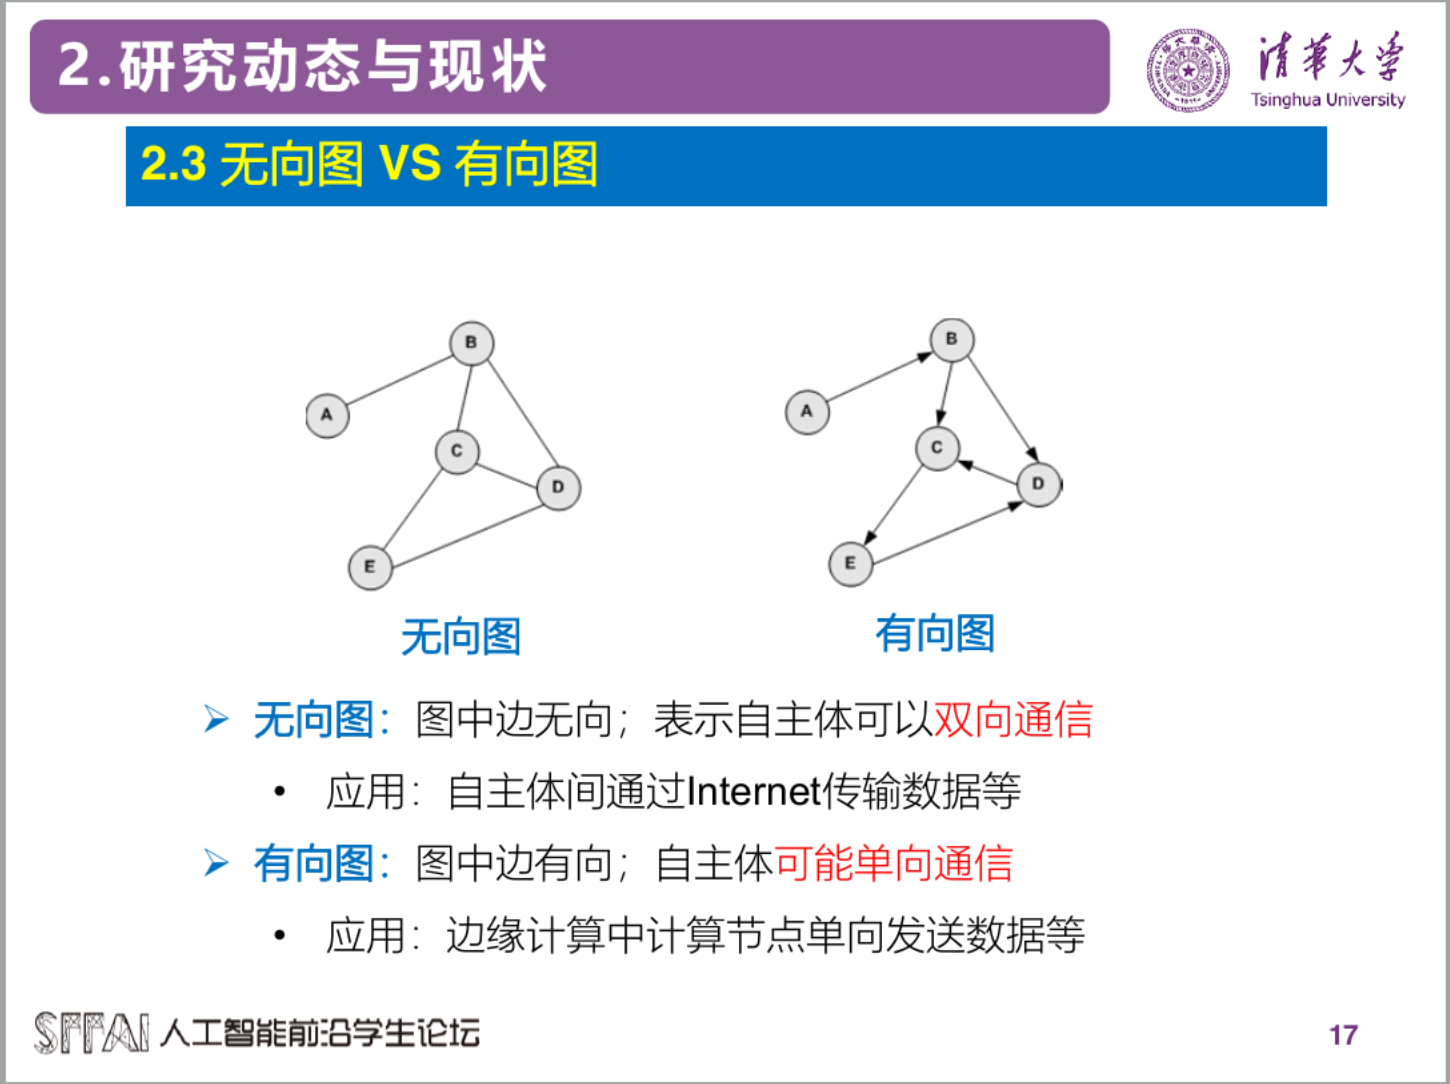 2.研究动态与现状
清华大学
Tsinghua University
2.3 无向图 VS 有向图
B
A
C
D
E
无向图
B
A
C
D
E
有向图
➢ 无向图：图中边无向；表示自主体可以双向通信
• 应用：自主体间通过Internet传输数据等
➢ 有向图：图中边有向；自主体可能单向通信
• 应用：边缘计算中计算节点单向发送数据等
SFFAI 人工智能前沿学生论坛
17